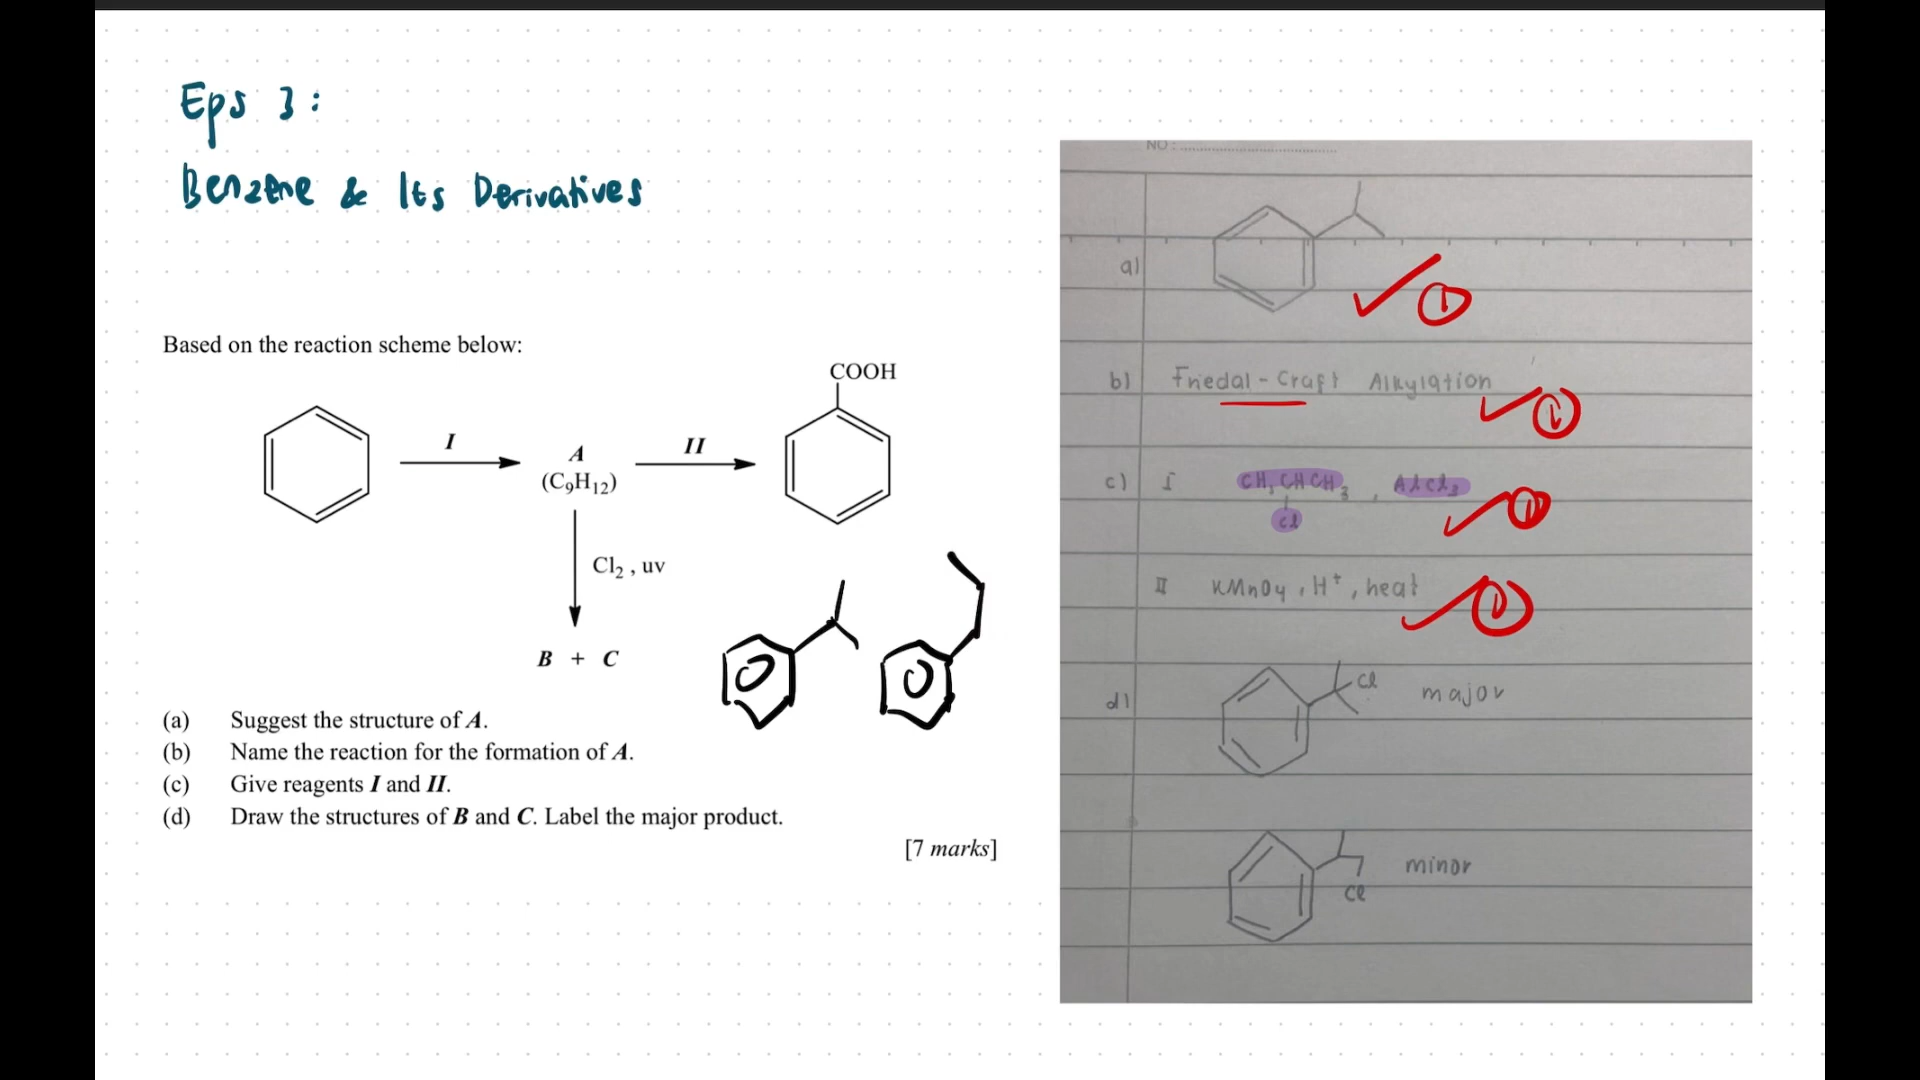 Eps 3:
Benzene & Its Derivatives
Based on the reaction scheme below:
COOH
I
A
(C₉H₁₂)
II
Cl₂ , uv
B + C
(a) Suggest the structure of A.
(b) Name the reaction for the formation of A.
(c) Give reagents I and II.
(d) Draw the structures of B and C. Label the major product.
[7 marks]
NO :
a)
1
b) Friedal - Craft Alkylation
1
c) I CH₃CHCH₃ , AlCl₃
Cl
1
II KMnO4 , H⁺ , heat
1
d) Cl major
minor
Cl